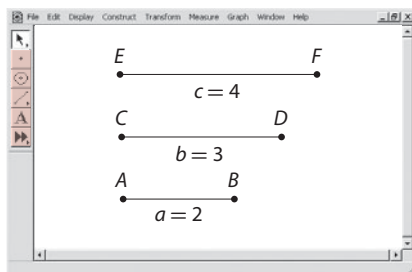 File Edit Display Construct Transform Measure Graph Window Help
E F
c = 4
C D
b = 3
A B
a = 2
A